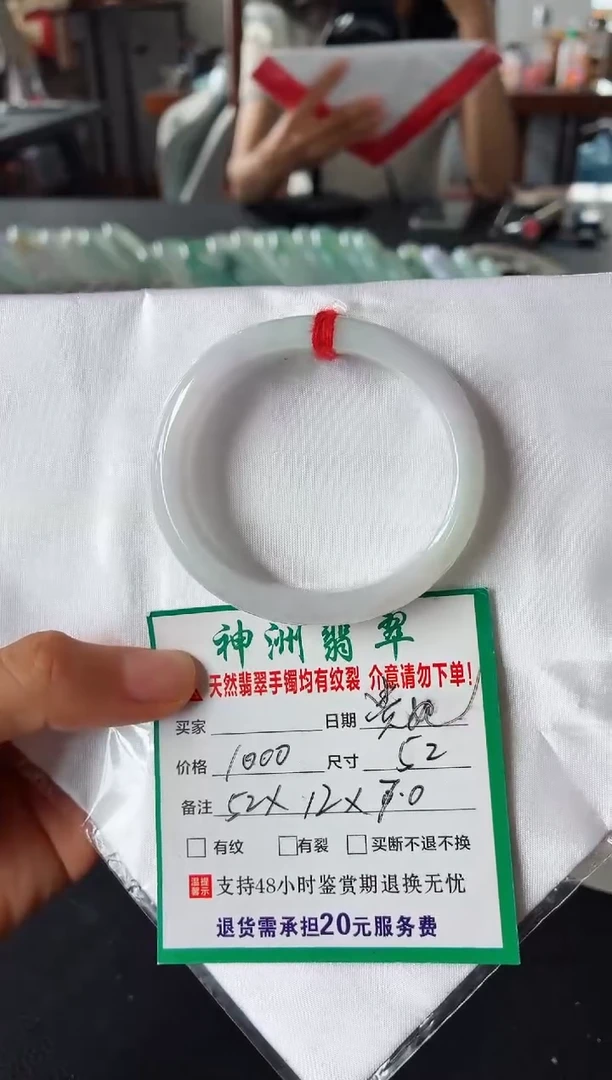 神洲翡翠
天然翡翠手镯均有纹裂 介意请勿下单!
买家 日期
价格 1000 尺寸 52
备注 52X 12X 7.0
有纹 有裂 买断不退不换
温馨提示 支持48小时鉴赏期退换无忧
退货需承担20元服务费